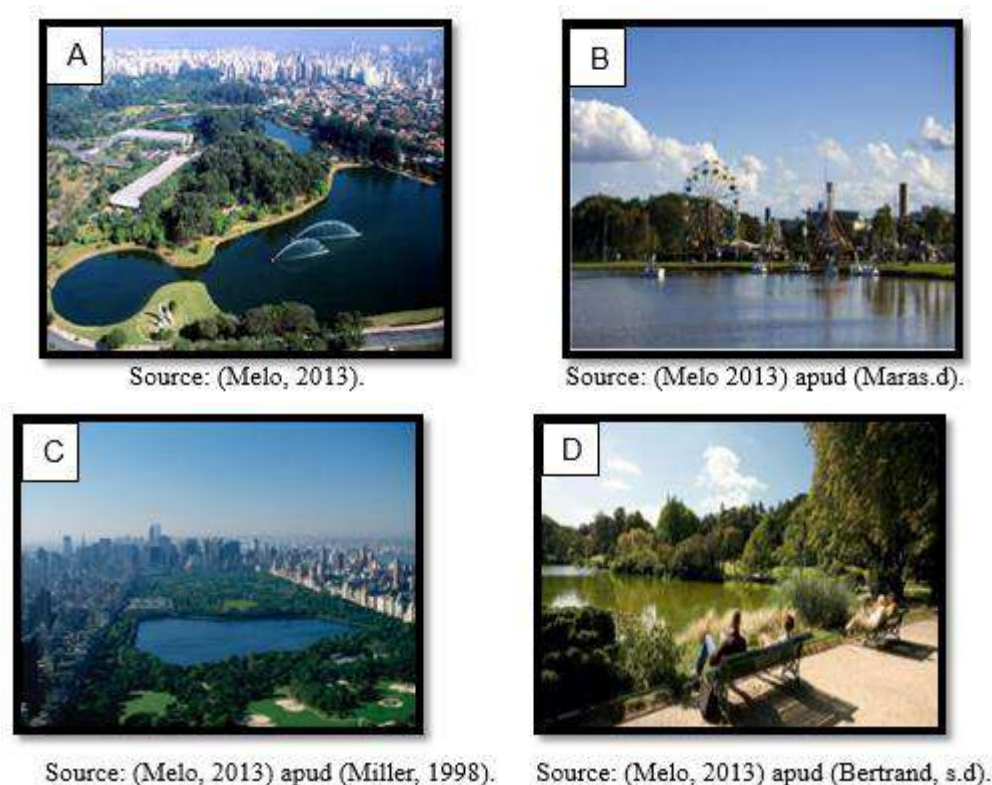 A
B
Source: (Melo, 2013).
Source: (Melo 2013) apud (Maras.d).
C
D
Source: (Melo, 2013) apud (Miller, 1998).
Source: (Melo, 2013) apud (Bertrand, s.d).